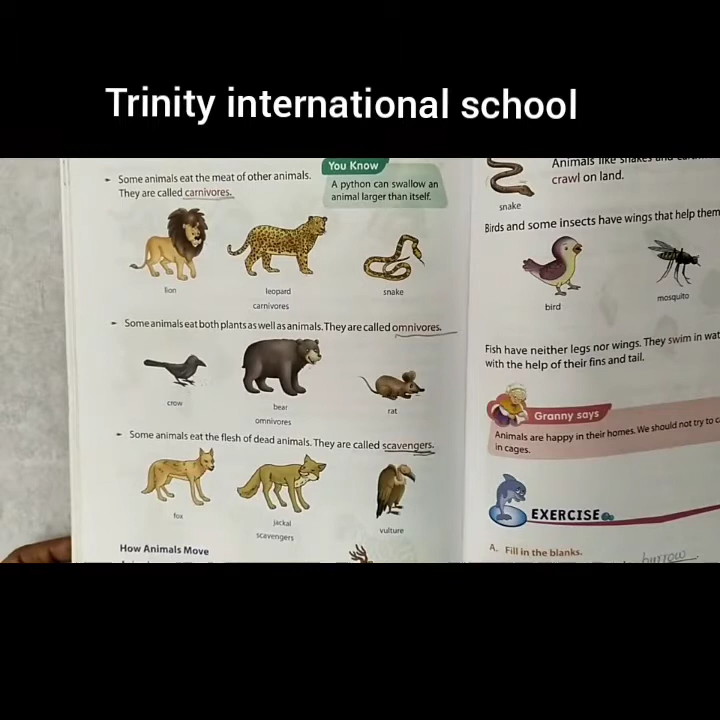 Trinity international school
Some animals eat the meat of other animals.
They are called carnivores.
You Know
A python can swallow an
animal larger than itself.
lion
leopard
snake
carnivores
Some animals eat both plants as well as animals. They are called omnivores.
crow
bear
rat
omnivores
Some animals eat the flesh of dead animals. They are called scavengers.
fox
jackal
vulture
scavengers
How Animals Move
Animals like snakes and
crawl on land.
snake
Birds and some insects have wings that help them
bird
mosquito
Fish have neither legs nor wings. They swim in
with the help of their fins and tail.
Granny says
Animals are happy in their homes. We should not try to
in cages.
EXERCISE
A. Fill in the blanks.
burrow